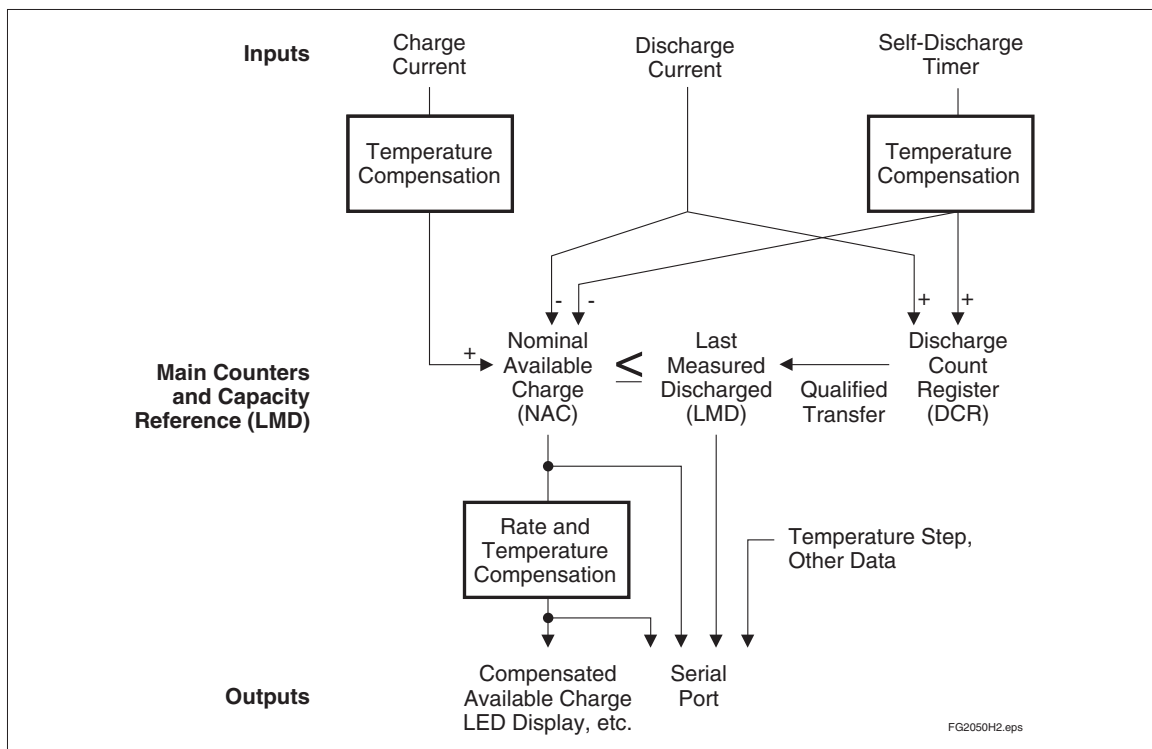 Inputs
Charge
Current
Discharge
Current
Self-Discharge
Timer
Temperature
Compensation
Temperature
Compensation
- -
+ +
+
Main Counters
and Capacity
Reference (LMD)
Nominal
Available
Charge
(NAC)
≤
Last
Measured
Discharged
(LMD)
Qualified
Transfer
Discharge
Count
Register
(DCR)
Rate and
Temperature
Compensation
Temperature Step,
Other Data
Outputs
Compensated
Available Charge
LED Display, etc.
Serial
Port
FG2050H2.eps